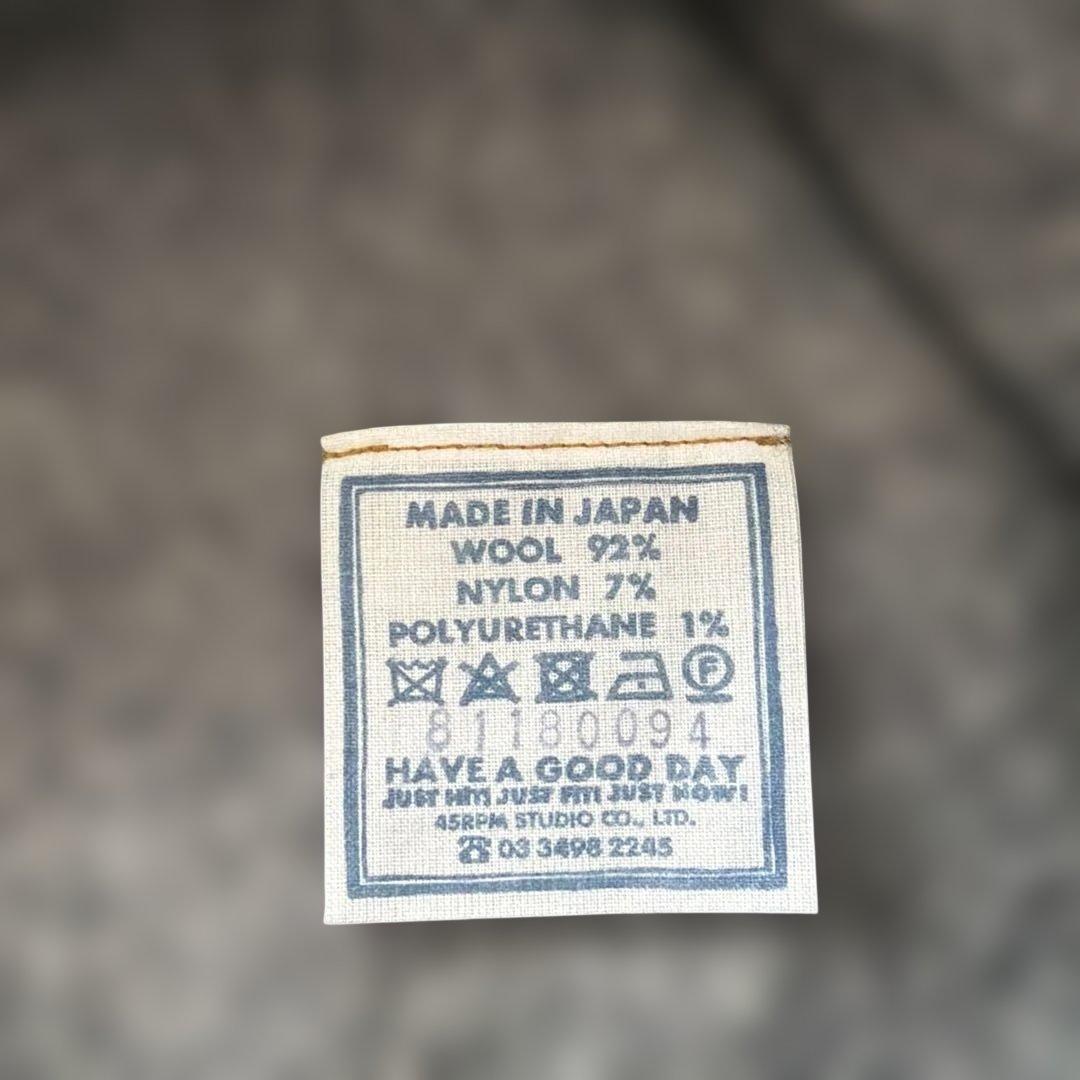 MADE IN JAPAN
WOOL 92%
NYLON 7%
POLYURETHANE 1%
F
81180094
HAVE A GOOD DAY
JUST HIT! JUST FIT! JUST NOW!
45RPM STUDIO CO., LTD.
☎ 03 3498 2245